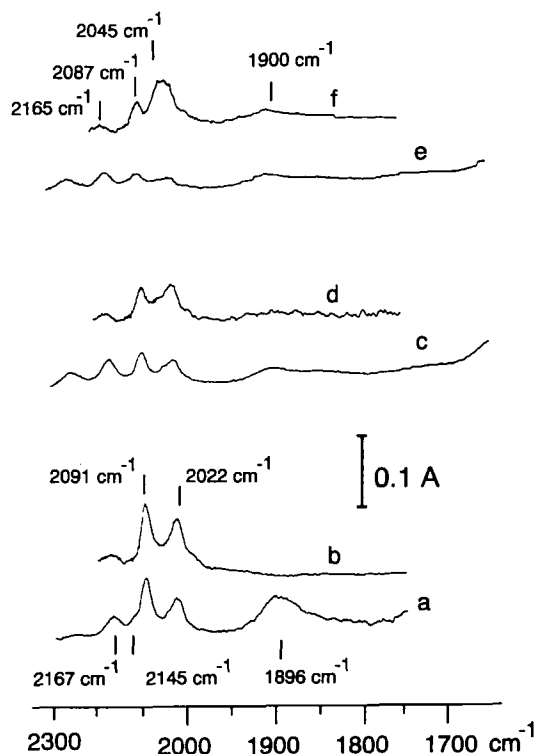 2045 cm⁻¹
2087 cm⁻¹
1900 cm⁻¹
2165 cm⁻¹
f
e
d
c
0.1 A
2091 cm⁻¹
2022 cm⁻¹
b
a
2167 cm⁻¹
2145 cm⁻¹
1896 cm⁻¹
2300 2000 1900 1800 1700 cm⁻¹